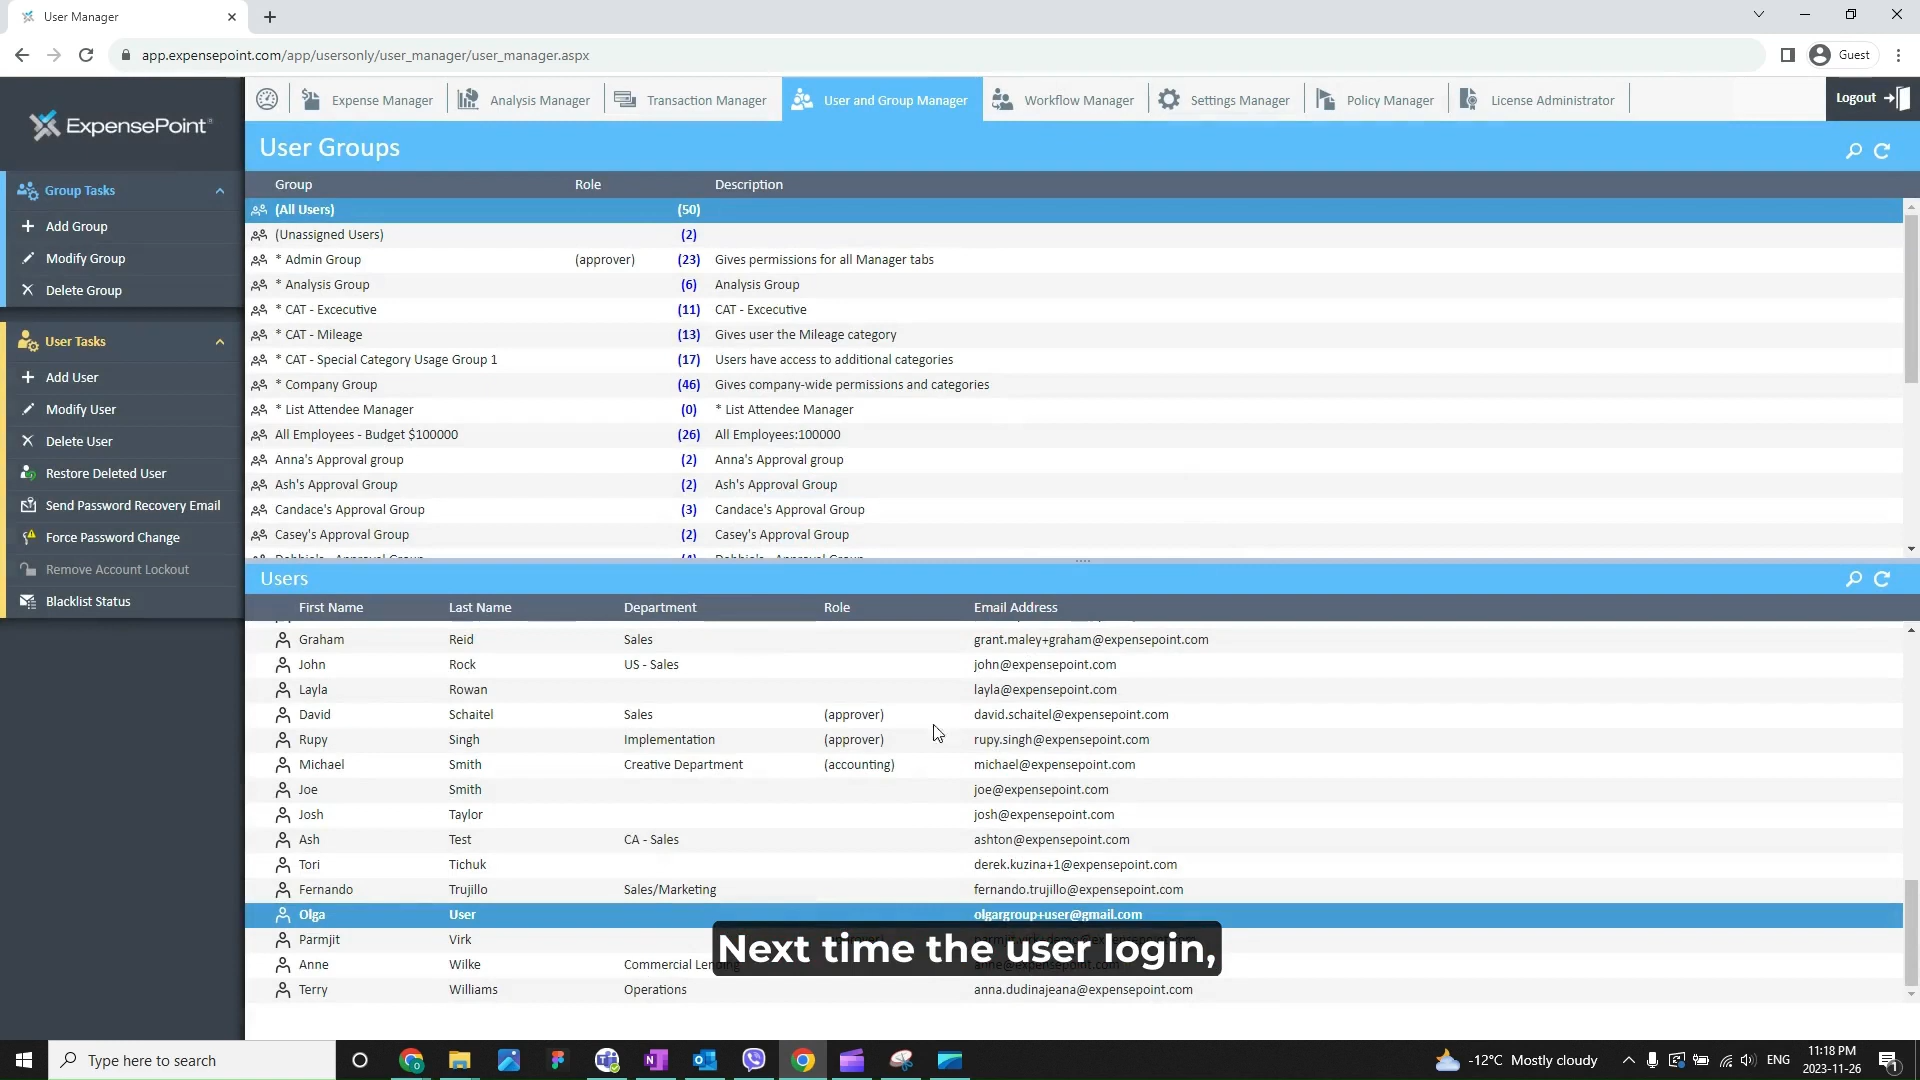 User Manager
app.expensepoint.com/app/usersonly/user_manager/user_manager.aspx
Guest
ExpensePoint
Expense Manager
Analysis Manager
Transaction Manager
User and Group Manager
Workflow Manager
Settings Manager
Policy Manager
License Administrator
Logout
Group Tasks
Add Group
Modify Group
Delete Group
User Tasks
Add User
Modify User
Delete User
Restore Deleted User
Send Password Recovery Email
Force Password Change
Remove Account Lockout
Blacklist Status
User Groups
Group Role Description
(All Users) (50)
(Unassigned Users) (2)
* Admin Group (approver) (23) Gives permissions for all Manager tabs
* Analysis Group (6) Analysis Group
* CAT - Excecutive (11) CAT - Excecutive
* CAT - Mileage (13) Gives user the Mileage category
* CAT - Special Category Usage Group 1 (17) Users have access to additional categories
* Company Group (46) Gives company-wide permissions and categories
* List Attendee Manager (0) * List Attendee Manager
All Employees - Budget $100000 (26) All Employees:100000
Anna's Approval group (2) Anna's Approval group
Ash's Approval Group (2) Ash's Approval Group
Candace's Approval Group (3) Candace's Approval Group
Casey's Approval Group (2) Casey's Approval Group
Users
First Name Last Name Department Role Email Address
Graham Reid Sales grant.maley+graham@expensepoint.com
John Rock US - Sales john@expensepoint.com
Layla Rowan layla@expensepoint.com
David Schaitel Sales (approver) david.schaitel@expensepoint.com
Rupy Singh Implementation (approver) rupy.singh@expensepoint.com
Michael Smith Creative Department (accounting) michael@expensepoint.com
Joe Smith joe@expensepoint.com
Josh Taylor josh@expensepoint.com
Ash Test CA - Sales ashton@expensepoint.com
Tori Tichuk derek.kuzina+1@expensepoint.com
Fernando Trujillo Sales/Marketing fernando.trujillo@expensepoint.com
Olga User olgargroup+user@gmail.com
Parmjit Virk
Next time the user login,
Anne Wilke Commercial
Terry Williams Operations anna.dudinajeana@expensepoint.com
Type here to search
-12°C Mostly cloudy
ENG
11:18 PM
2023-11-26
1